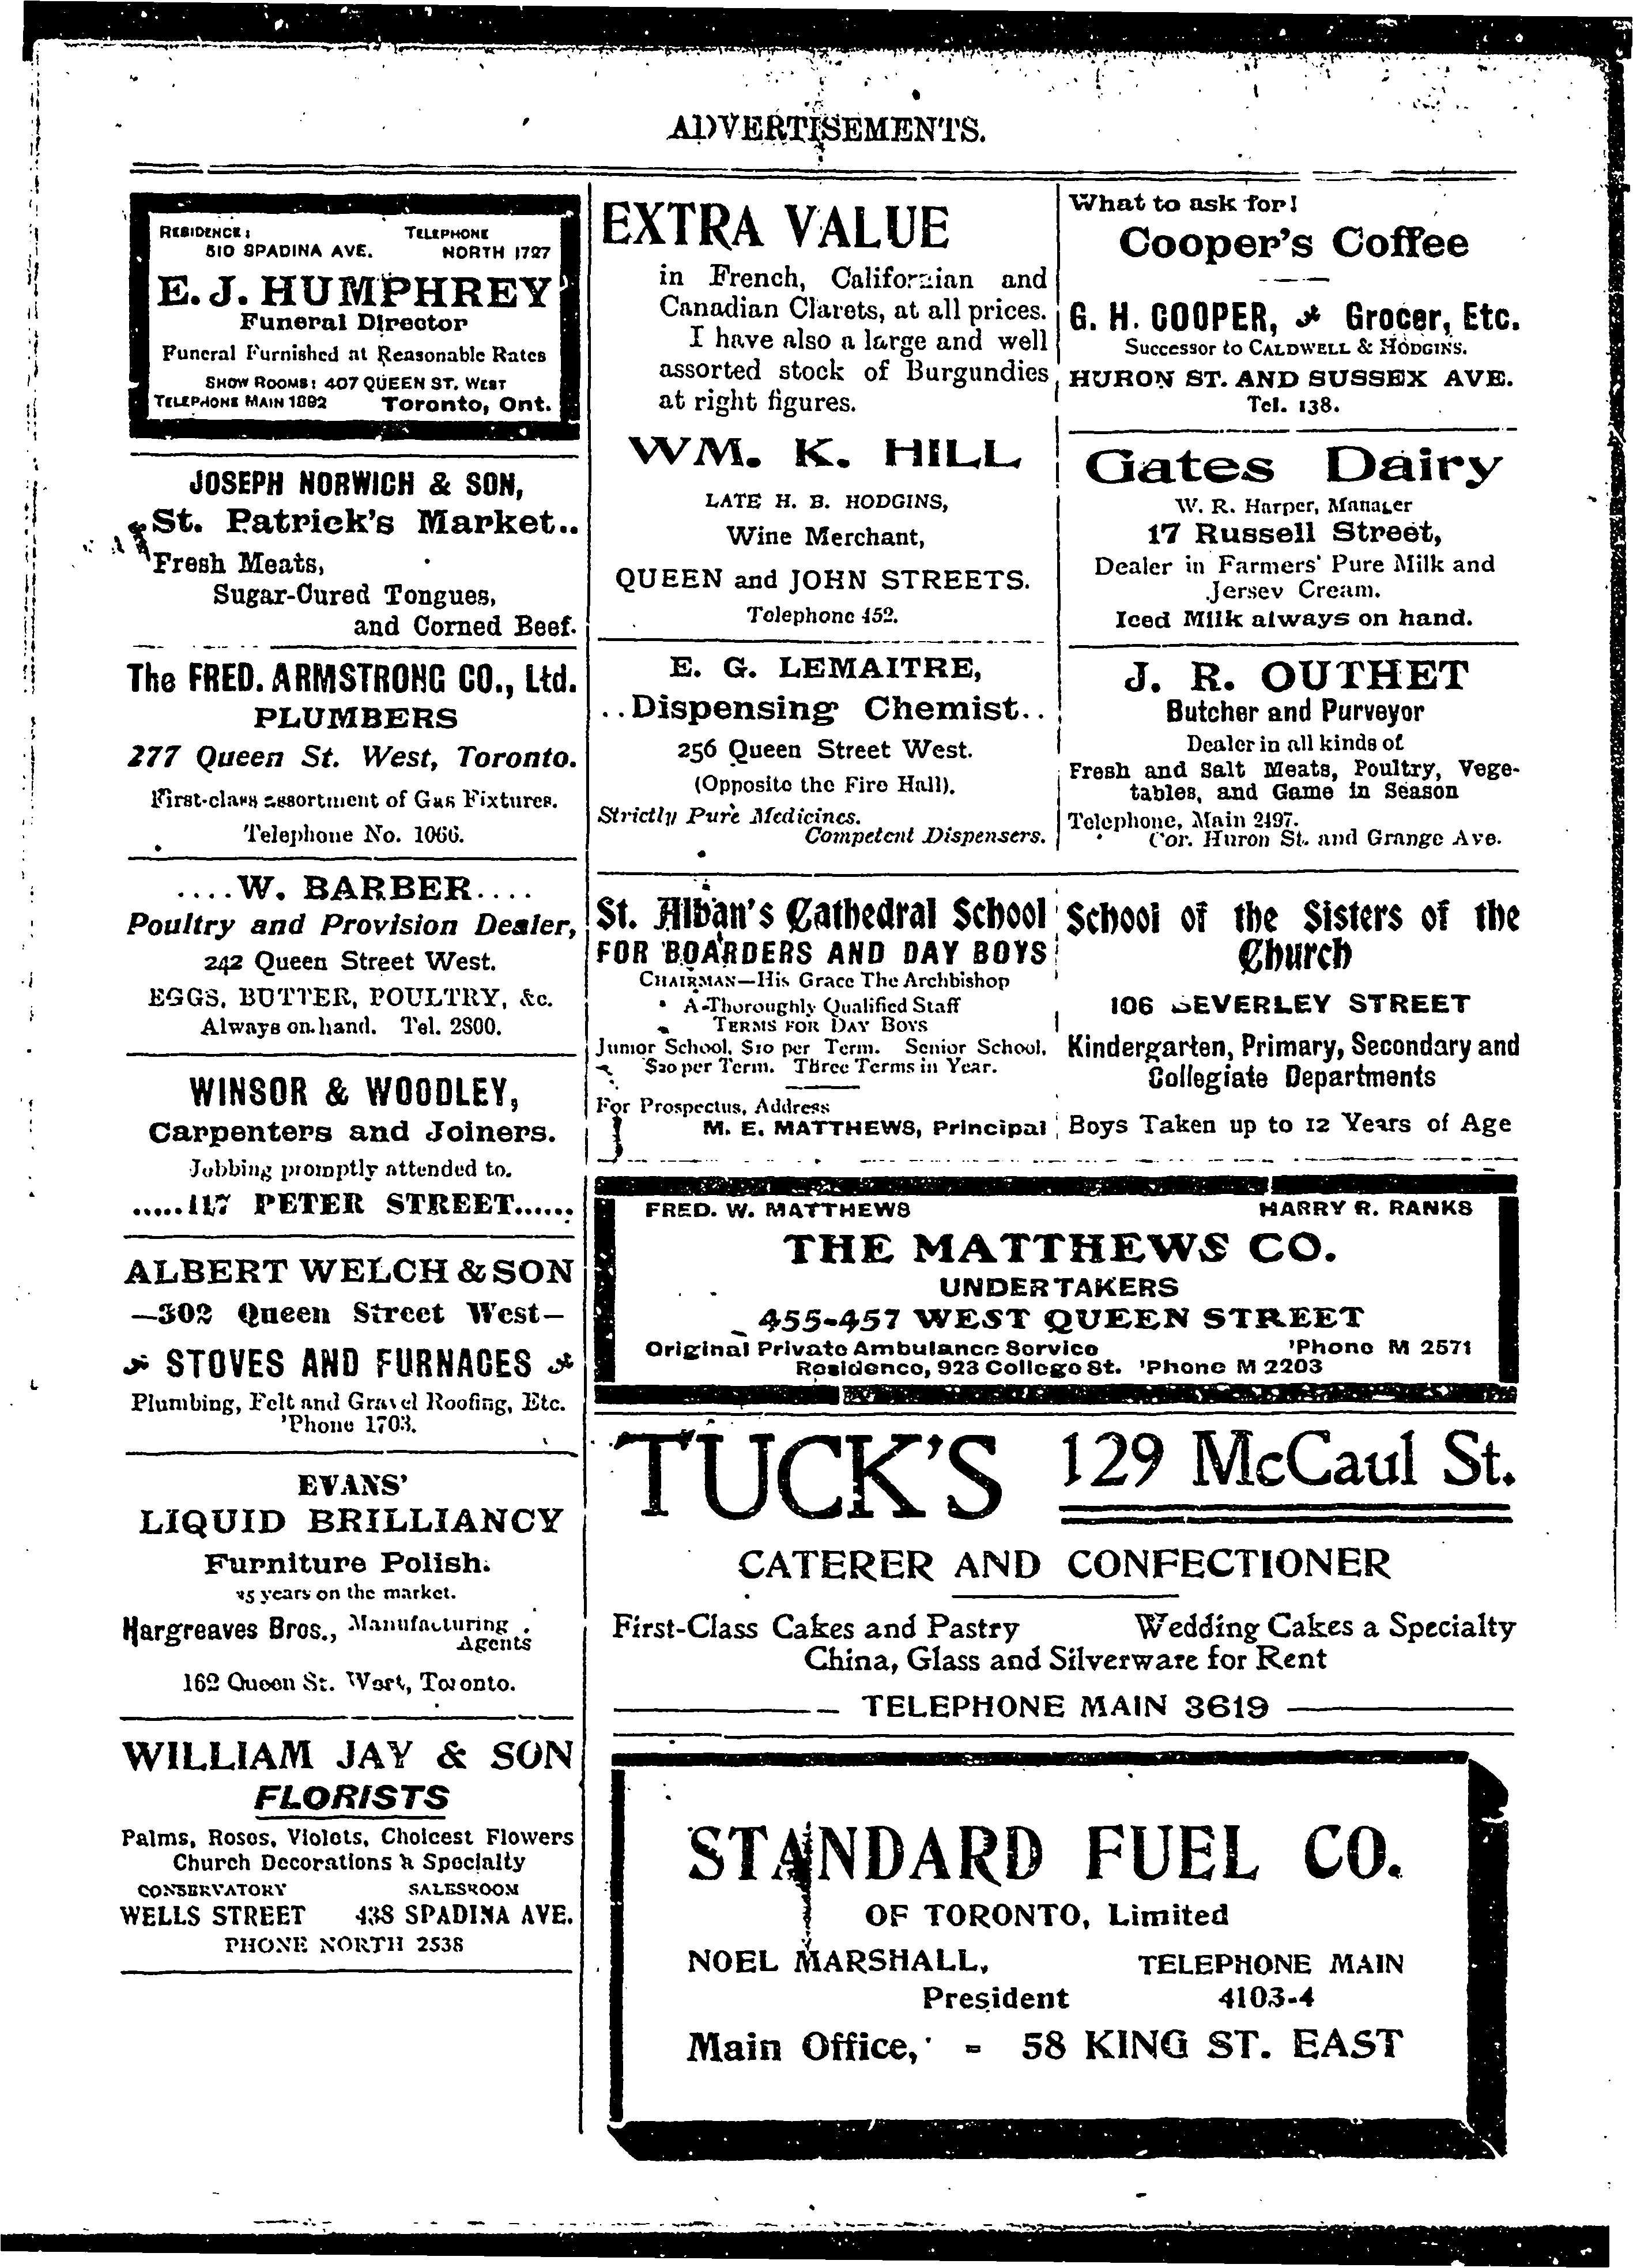 ADVERTISEMENTS.
RESIDENCE: TELEPHONE
510 SPADINA AVE. NORTH 1727
E. J. HUMPHREY
Funeral Director
Funeral Furnished at Reasonable Rates
SHOW ROOMS: 407 QUEEN ST. WEST
TELEPHONE MAIN 1892 Toronto, Ont.
JOSEPH NORWICH & SON,
St. Patrick's Market..
Fresh Meats,
Sugar-Cured Tongues,
and Corned Beef.
The FRED. ARMSTRONG CO., Ltd.
PLUMBERS
277 Queen St. West, Toronto.
First-class assortment of Gas Fixtures.
Telephone No. 1066.
....W. BARBER....
Poultry and Provision Dealer,
242 Queen Street West.
EGGS, BUTTER, POULTRY, &c.
Always on hand. Tel. 2800.
WINSOR & WOODLEY,
Carpenters and Joiners.
Jobbing promptly attended to.
.....117 PETER STREET......
ALBERT WELCH & SON
—302 Queen Street West—
STOVES AND FURNACES
Plumbing, Felt and Gravel Roofing, Etc.
'Phone 1703.
EVANS'
LIQUID BRILLIANCY
Furniture Polish.
years on the market.
Hargreaves Bros., Manufacturing
Agents
162 Queen St. West, Toronto.
WILLIAM JAY & SON
FLORISTS
Palms, Roses, Violets, Choicest Flowers
Church Decorations a Specialty
CONSERVATORY SALESROOM
WELLS STREET 438 SPADINA AVE.
PHONE NORTH 2538
EXTRA VALUE
in French, Californian and
Canadian Clarets, at all prices.
I have also a large and well
assorted stock of Burgundies
at right figures.
WM. K. HILL
LATE H. B. HODGINS,
Wine Merchant,
QUEEN and JOHN STREETS.
Telephone 452.
E. G. LEMAITRE,
..Dispensing Chemist..
256 Queen Street West.
(Opposite the Fire Hall).
Strictly Pure Medicines.
Competent Dispensers.
St. Alban's Cathedral School
FOR BOARDERS AND DAY BOYS
CHAIRMAN—His Grace The Archbishop
A Thoroughly Qualified Staff
TERMS FOR DAY BOYS
Junior School, $10 per Term. Senior School,
$20 per Term. Three Terms in Year.
For Prospectus, Address
M. E. MATTHEWS, Principal
What to ask for!
Cooper's Coffee
G. H. COOPER, Grocer, Etc.
Successor to CALDWELL & HODGINS.
HURON ST. AND SUSSEX AVE.
Tel. 138.
Gates Dairy
W. R. Harper, Manager
17 Russell Street,
Dealer in Farmers' Pure Milk and
Jersey Cream.
Iced Milk always on hand.
J. R. OUTHET
Butcher and Purveyor
Dealer in all kinds of
Fresh and Salt Meats, Poultry, Vege-
tables, and Game in Season
Telephone, Main 2497.
Cor. Huron St. and Grange Ave.
School of the Sisters of the
Church
106 BEVERLEY STREET
Kindergarten, Primary, Secondary and
Collegiate Departments
Boys Taken up to 12 Years of Age
FRED. W. MATTHEWS HARRY R. RANKS
THE MATTHEWS CO.
UNDERTAKERS
455-457 WEST QUEEN STREET
Original Private Ambulance Service 'Phone M 2571
Residence, 923 College St. 'Phone M 2203
TUCK'S 129 McCaul St.
CATERER AND CONFECTIONER
First-Class Cakes and Pastry Wedding Cakes a Specialty
China, Glass and Silverware for Rent
TELEPHONE MAIN 3619
STANDARD FUEL CO.
OF TORONTO, Limited
NOEL MARSHALL, TELEPHONE MAIN
President 4103-4
Main Office, - 58 KING ST. EAST